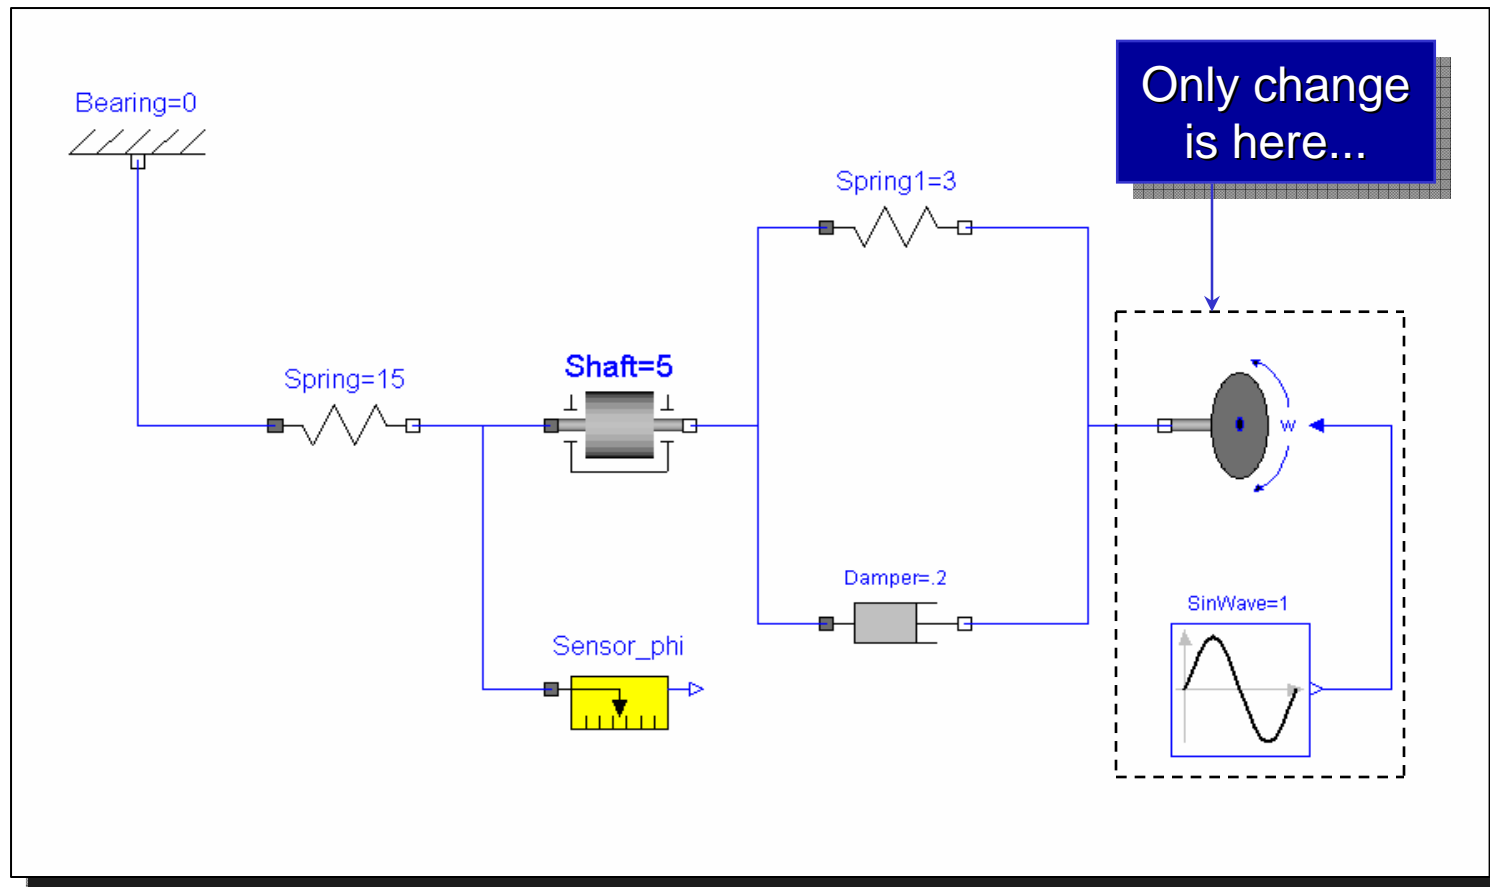 Only change
is here...
Bearing=0
Spring1=3
Shaft=5
Spring=15
w
Damper=.2
SinWave=1
Sensor_phi